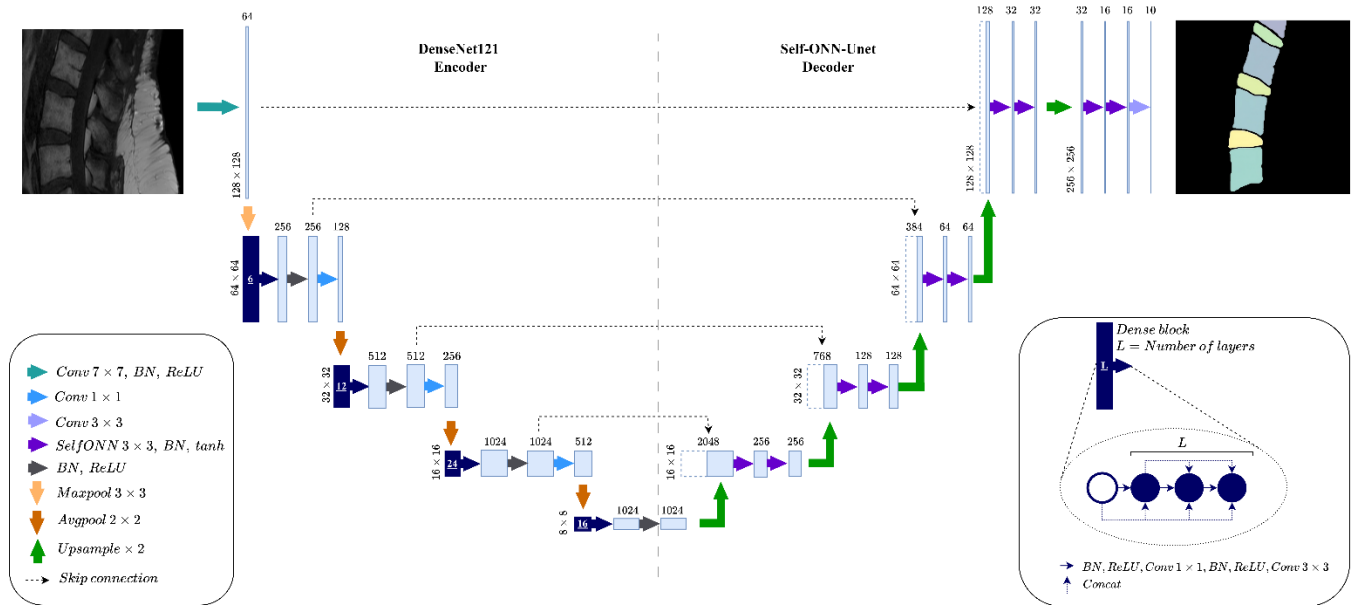 64
128 × 128
DenseNet121
Encoder
Self-ONN-Unet
Decoder
128
32
32
32
16
16
10
128 × 128
256 × 256
256
256
128
64 × 64
6
384
64
64
64 × 64
512
512
256
32 × 32
12
768
128
128
32 × 32
1024
1024
512
16 × 16
24
2048
256
256
16 × 16
8 × 8
16
1024
1024
Conv 7 × 7, BN, ReLU
Conv 1 × 1
Conv 3 × 3
SelfONN 3 × 3, BN, tanh
BN, ReLU
Maxpool 3 × 3
Avgpool 2 × 2
Upsample × 2
Skip connection
Dense block
L = Number of layers
L
L
BN, ReLU, Conv 1 × 1, BN, ReLU, Conv 3 × 3
Concat